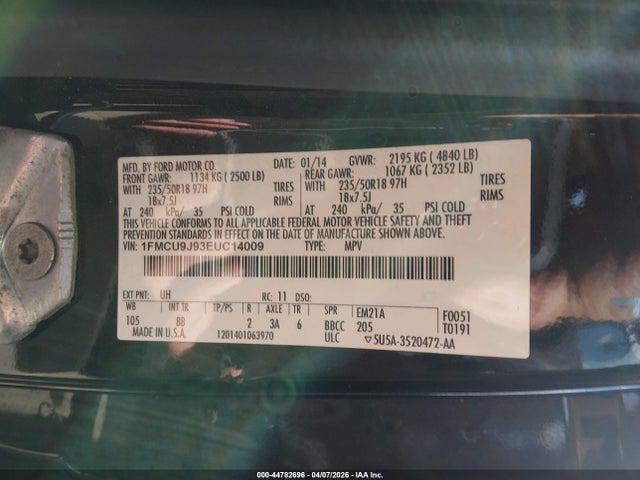 MFD. BY FORD MOTOR CO. 01/14 GVWR: 2195 KG ( 4840 LB)
FRONT GAWR: 1134 KG ( 2500 LB) REAR GAWR: 1067 KG ( 2352 LB)
WITH 235/50R18 97H TIRES WITH 235/50R18 97H TIRES
18x7.5J RIMS 18x7.5J RIMS
AT 240 kPa/ 35 PSI COLD AT 240 kPa/ 35 PSI COLD
THIS VEHICLE CONFORMS TO ALL APPLICABLE FEDERAL MOTOR VEHICLE SAFETY AND
THEFT PREVENTION STANDARDS IN EFFECT ON THE DATE OF MANUFACTURE SHOWN ABOVE.
VIN: 1FMCU9J93EUC14009 TYPE: MPV
EXT PNT: UH RC: 11 DSO:
WB INT TR TP/PS R AXLE TR SPR EM21A F0051
105 BB 2 3A 6 BBCC 205 T0191
MADE IN U.S.A. 1201401063970 ULC ▽5U5A-3520472-AA
000-44782696 - 04/07/2026 - IAA Inc.